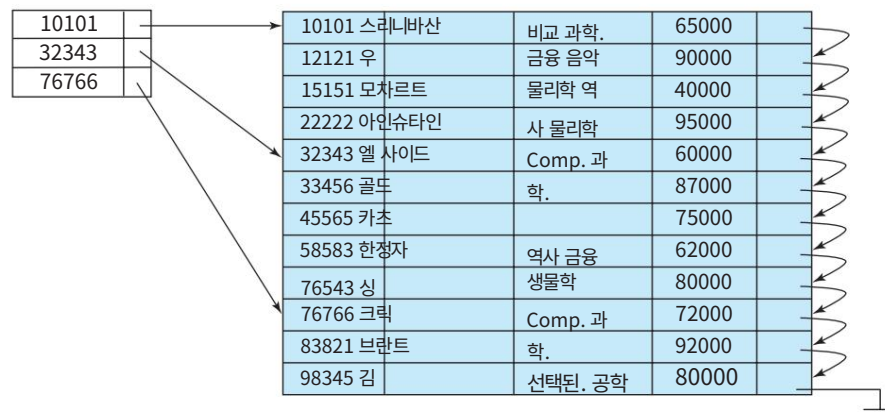 10101
32343
76766
10101 스리니바산 비교 과학. 65000
12121 우 금융 음악 90000
15151 모차르트 물리학 역 40000
22222 아인슈타인 사 물리학 95000
32343 엘 사이드 Comp. 과 60000
33456 골드 학. 87000
45565 카츠 75000
58583 한정자 역사 금융 62000
76543 싱 생물학 80000
76766 크릭 Comp. 과 72000
83821 브란트 학. 92000
98345 김 선택된. 공학 80000